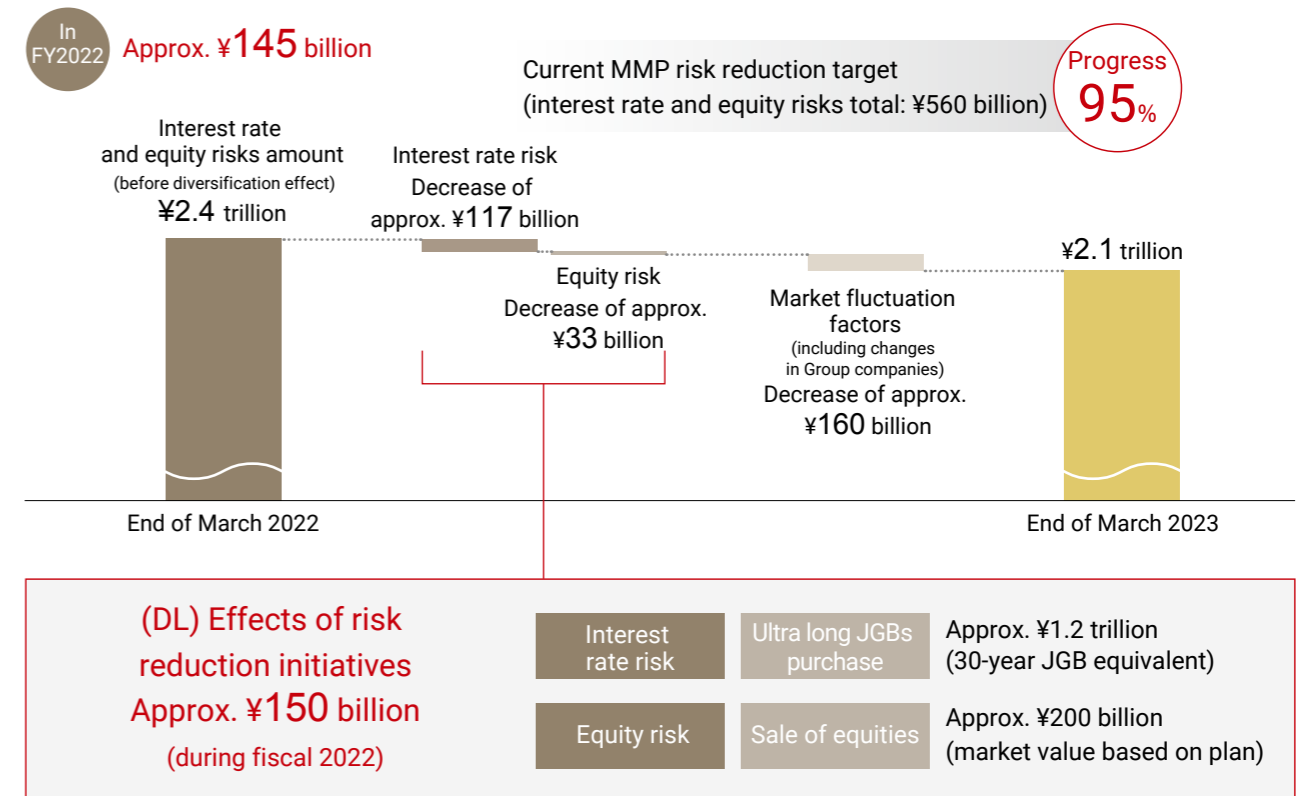 In
FY2022
Approx. ¥145 billion
Current MMP risk reduction target
(interest rate and equity risks total: ¥560 billion)
Progress
95%
Interest rate
and equity risks amount
(before diversification effect)
¥2.4 trillion
Interest rate risk
Decrease of
approx. ¥117 billion
Equity risk
Decrease of approx.
¥33 billion
Market fluctuation
factors
(including changes
in Group companies)
Decrease of approx.
¥160 billion
¥2.1 trillion
End of March 2022
End of March 2023
(DL) Effects of risk
reduction initiatives
Approx. ¥150 billion
(during fiscal 2022)
Interest
rate risk
Ultra long JGBs
purchase
Approx. ¥1.2 trillion
(30-year JGB equivalent)
Equity risk
Sale of equities
Approx. ¥200 billion
(market value based on plan)